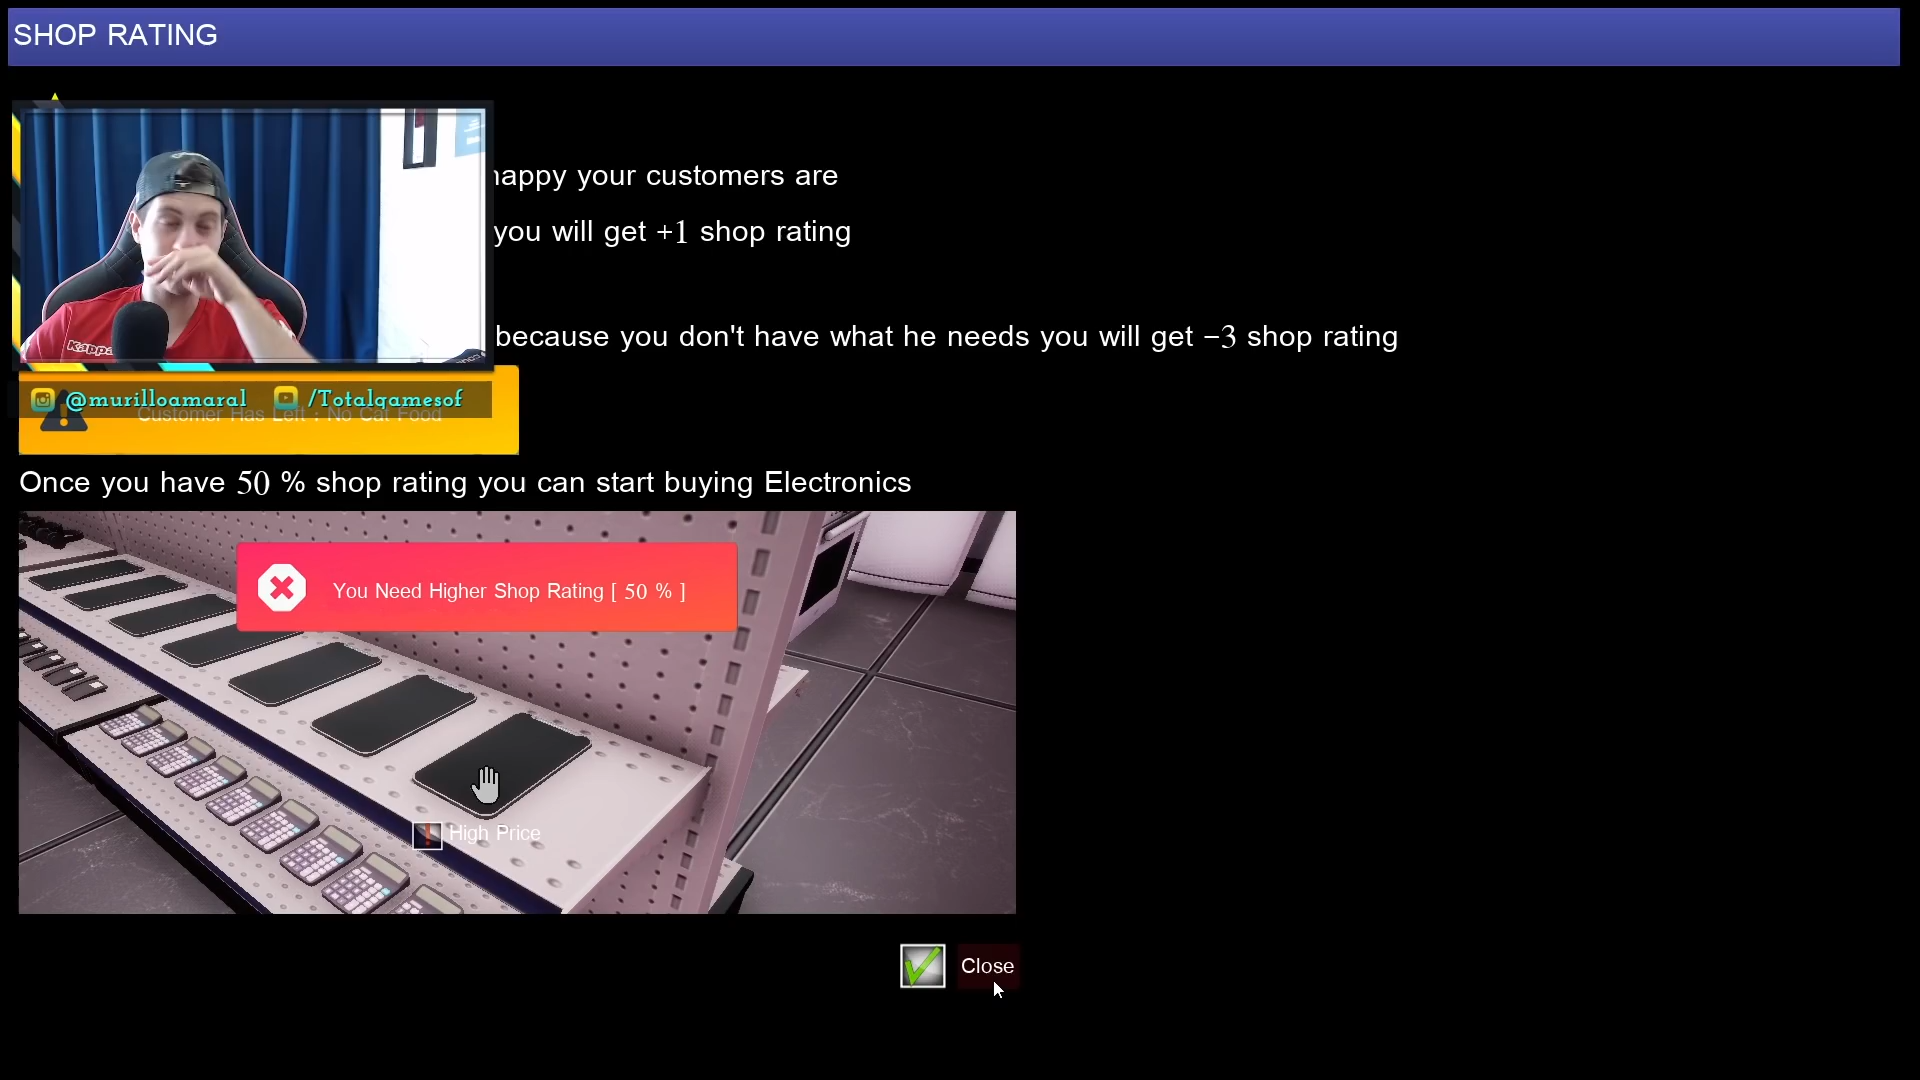 SHOP RATING
happy your customers are
you will get +1 shop rating
because you don't have what he needs you will get −3 shop rating
@murilloamaral /Totalgamesof
Customer Has Left : No Cat Food
Once you have 50 % shop rating you can start buying Electronics
You Need Higher Shop Rating [ 50 % ]
High Price
Close
Kappa